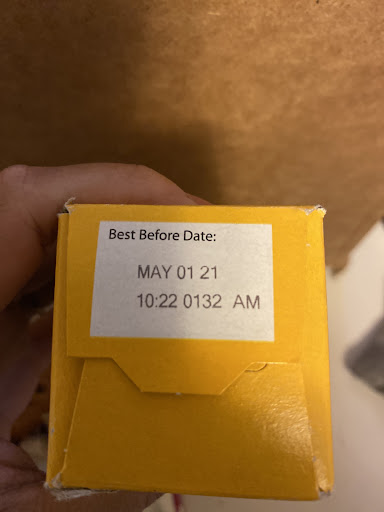 Best Before Date:
MAY 01 21
10:22 0132 AM